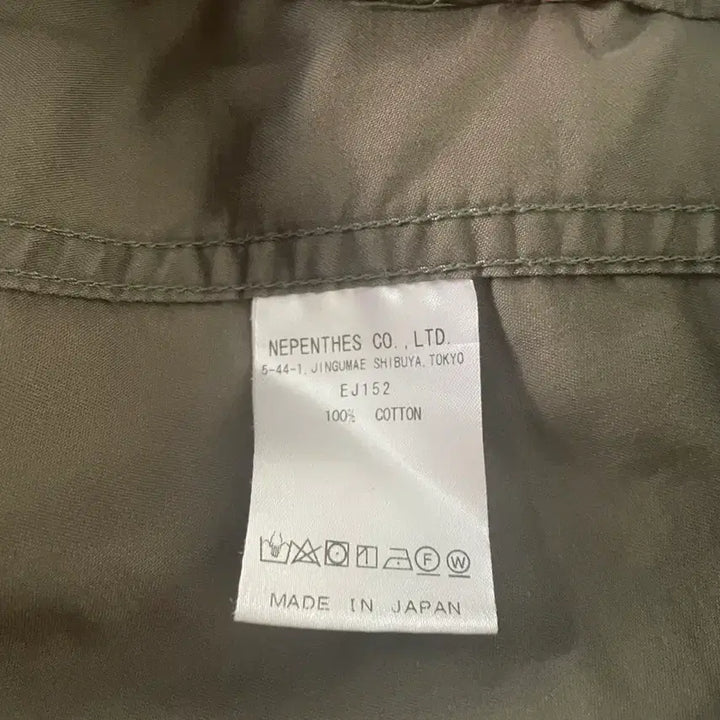 NEPENTHES CO.,LTD.
5-44-1, JINGUMAE SHIBUYA, TOKYO
EJ152
100% COTTON
F W
MADE IN JAPAN